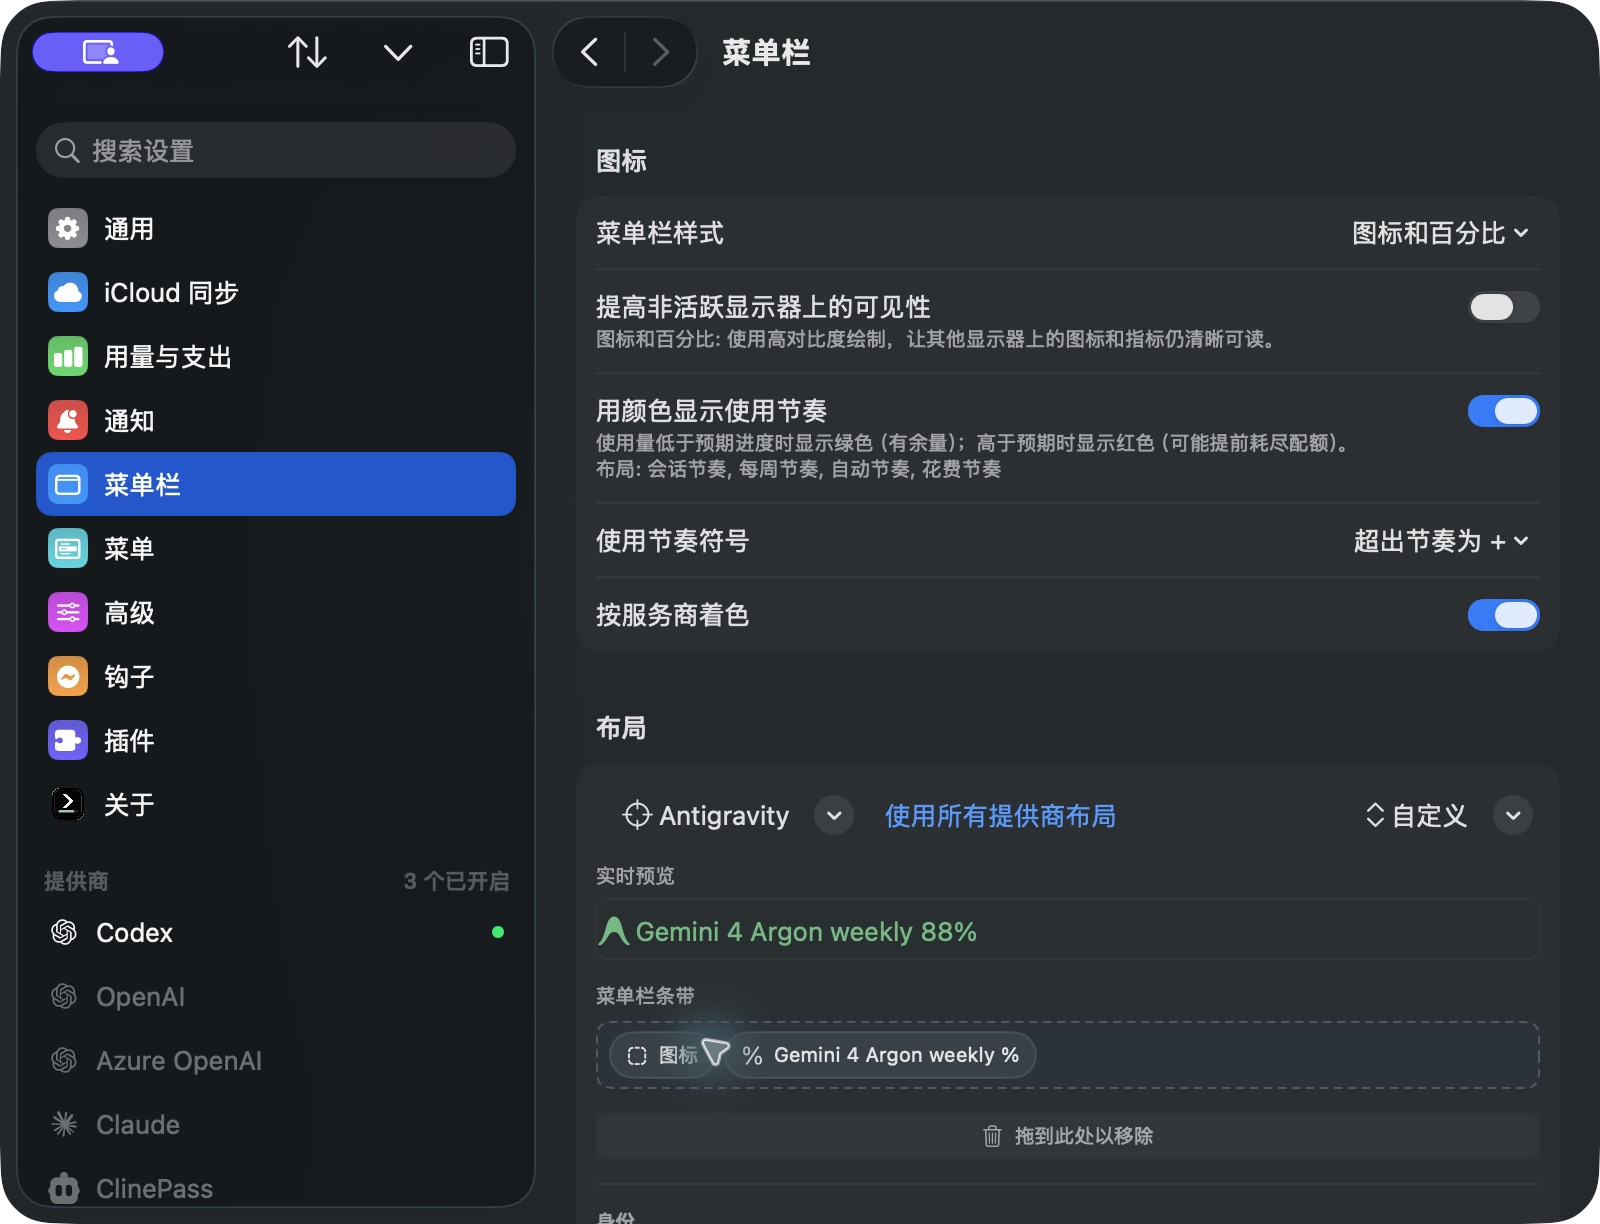 搜索设置
通用
iCloud 同步
用量与支出
通知
菜单栏
菜单
高级
钩子
插件
关于
提供商
3 个已开启
Codex
OpenAI
Azure OpenAI
Claude
ClinePass
菜单栏
图标
菜单栏样式
图标和百分比
提高非活跃显示器上的可见性
图标和百分比: 使用高对比度绘制，让其他显示器上的图标和指标仍清晰可读。
用颜色显示使用节奏
使用量低于预期进度时显示绿色 (有余量)；高于预期时显示红色 (可能提前耗尽配额)。
布局: 会话节奏, 每周节奏, 自动节奏, 花费节奏
使用节奏符号
超出节奏为 +
按服务商着色
布局
Antigravity
使用所有提供商布局
自定义
实时预览
Gemini 4 Argon weekly 88%
菜单栏条带
图标
% Gemini 4 Argon weekly %
拖到此处以移除
身份